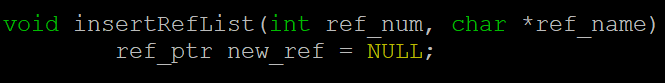 void insertRefList(int ref_num, char *ref_name)
        ref_ptr new_ref = NULL;